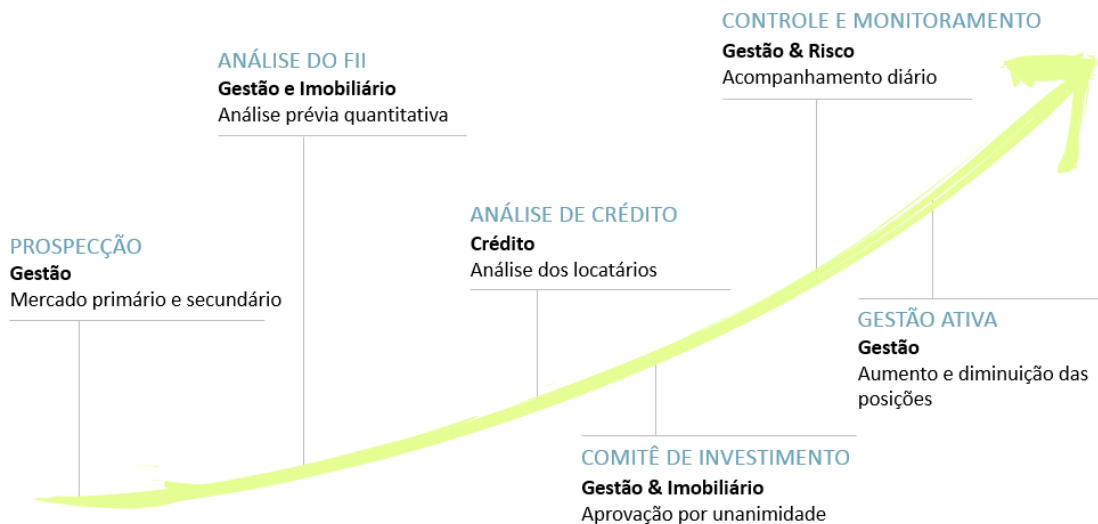 PROSPECÇÃO
Gestão
Mercado primário e secundário
ANÁLISE DO FII
Gestão e Imobiliário
Análise prévia quantitativa
ANÁLISE DE CRÉDITO
Crédito
Análise dos locatários
COMITÊ DE INVESTIMENTO
Gestão & Imobiliário
Aprovação por unanimidade
CONTROLE E MONITORAMENTO
Gestão & Risco
Acompanhamento diário
GESTÃO ATIVA
Gestão
Aumento e diminuição das
posições